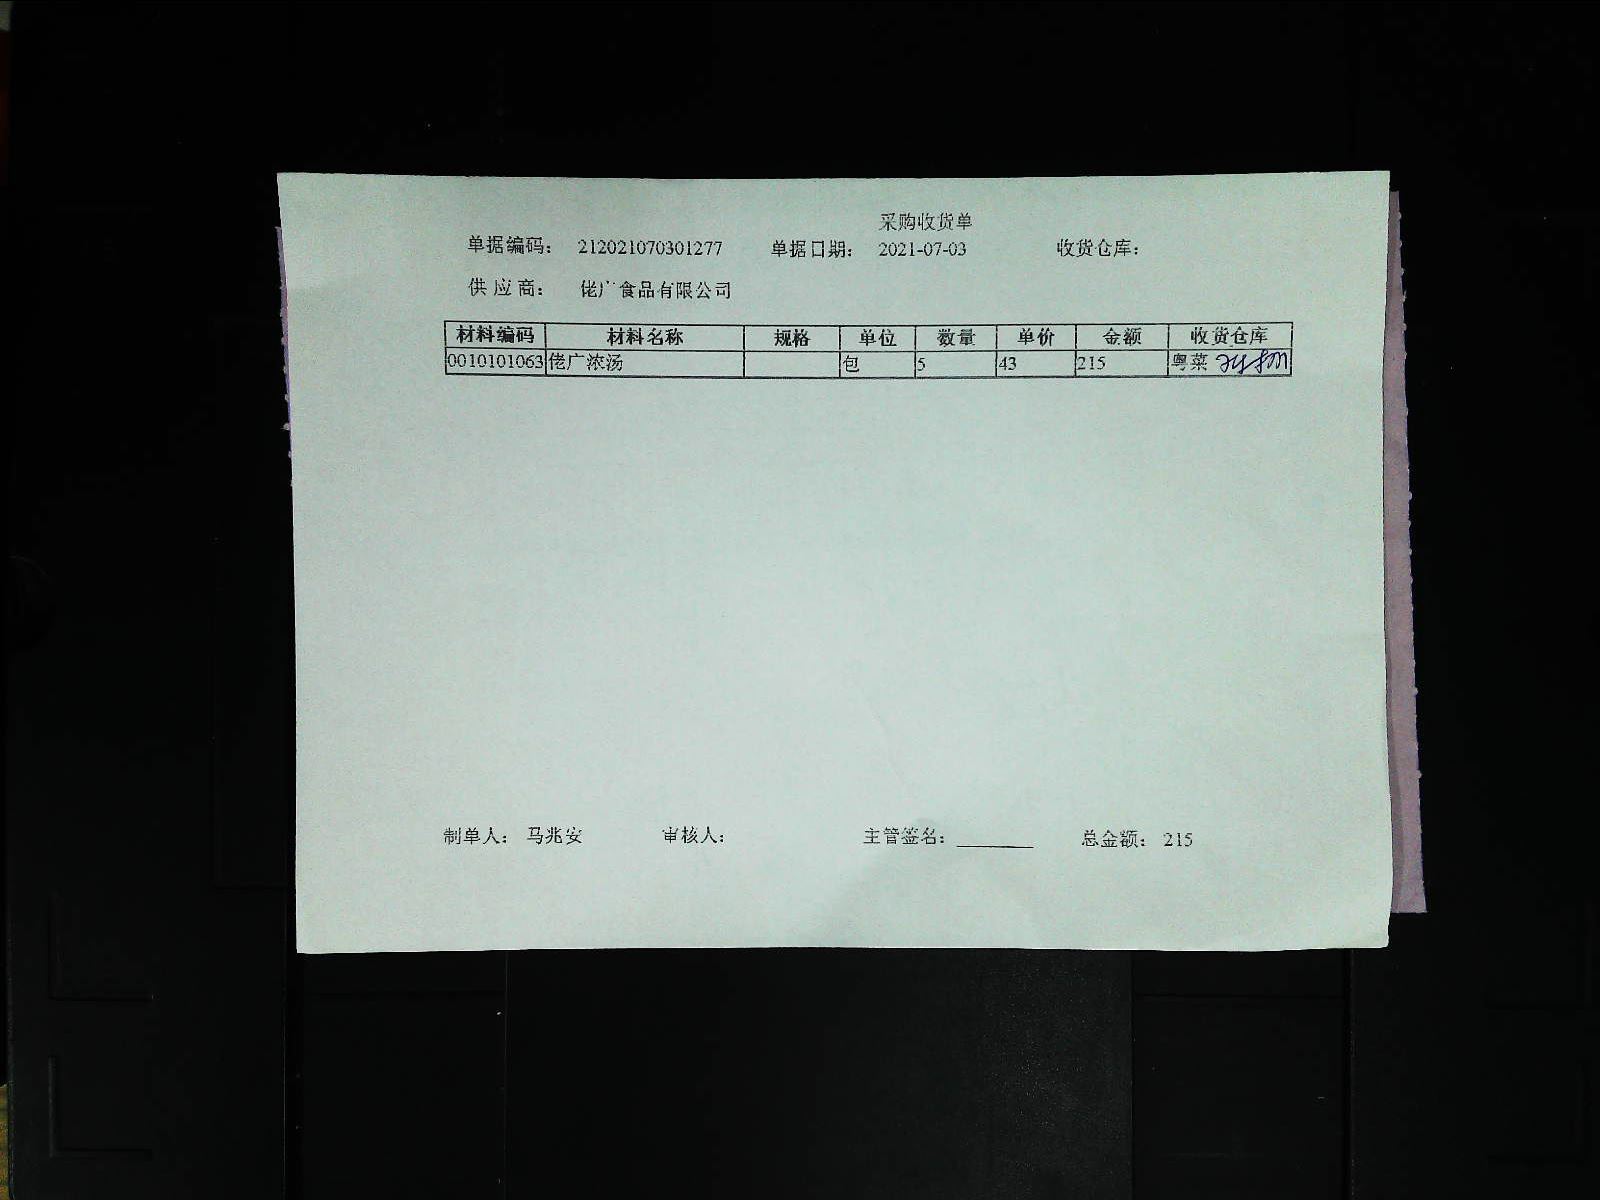 采购收货单
单据编码： 212021070301277 单据日期： 2021-07-03 收货仓库：
供 应 商： 佬广食品有限公司
材料编码 材料名称 规格 单位 数量 单价 金额 收货仓库
0010101063 佬广浓汤 包 5 43 215 粤菜
制单人： 马兆安 审核人： 主管签名： 总金额： 215